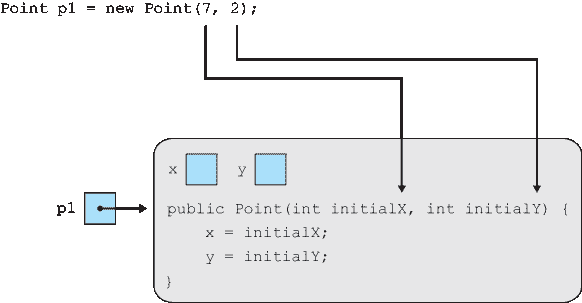 Point p1 = new Point(7, 2);
x y
p1
public Point(int initialX, int initialY) {
x = initialX;
y = initialY;
}